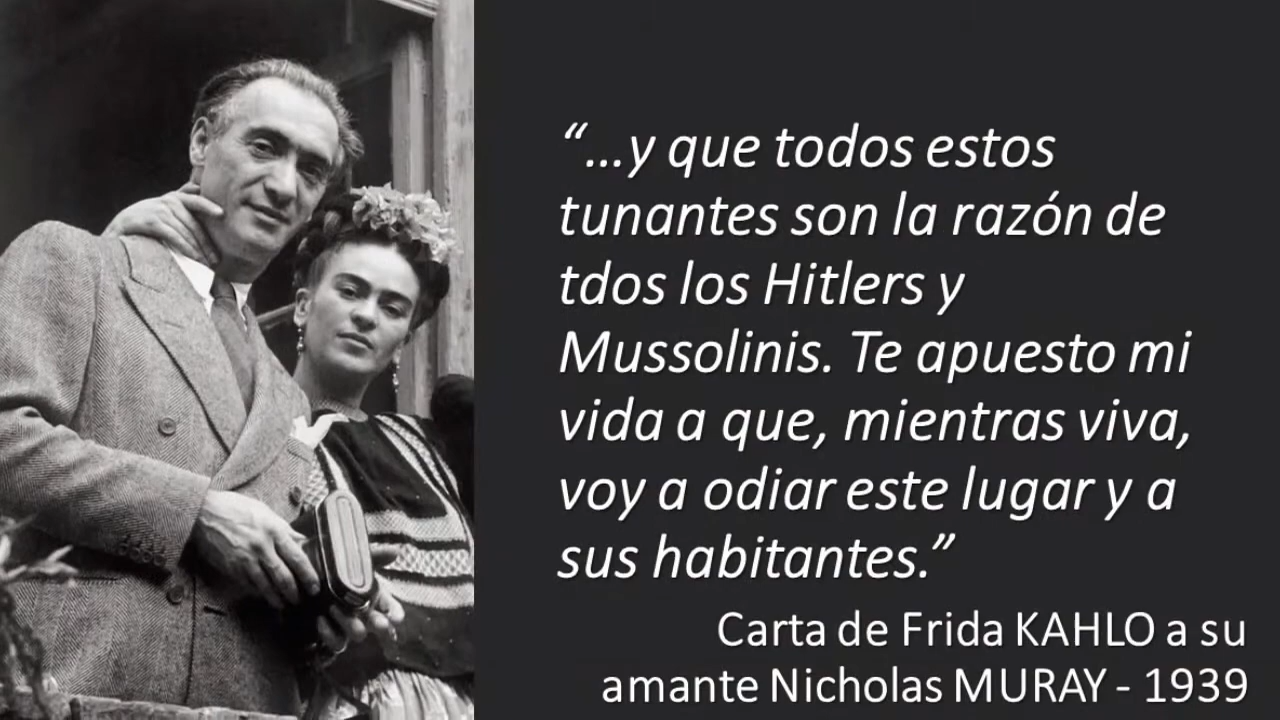 “...y que todos estos
tunantes son la razón de
tdos los Hitlers y
Mussolinis. Te apuesto mi
vida a que, mientras viva,
voy a odiar este lugar y a
sus habitantes.”
Carta de Frida KAHLO a su
amante Nicholas MURAY - 1939